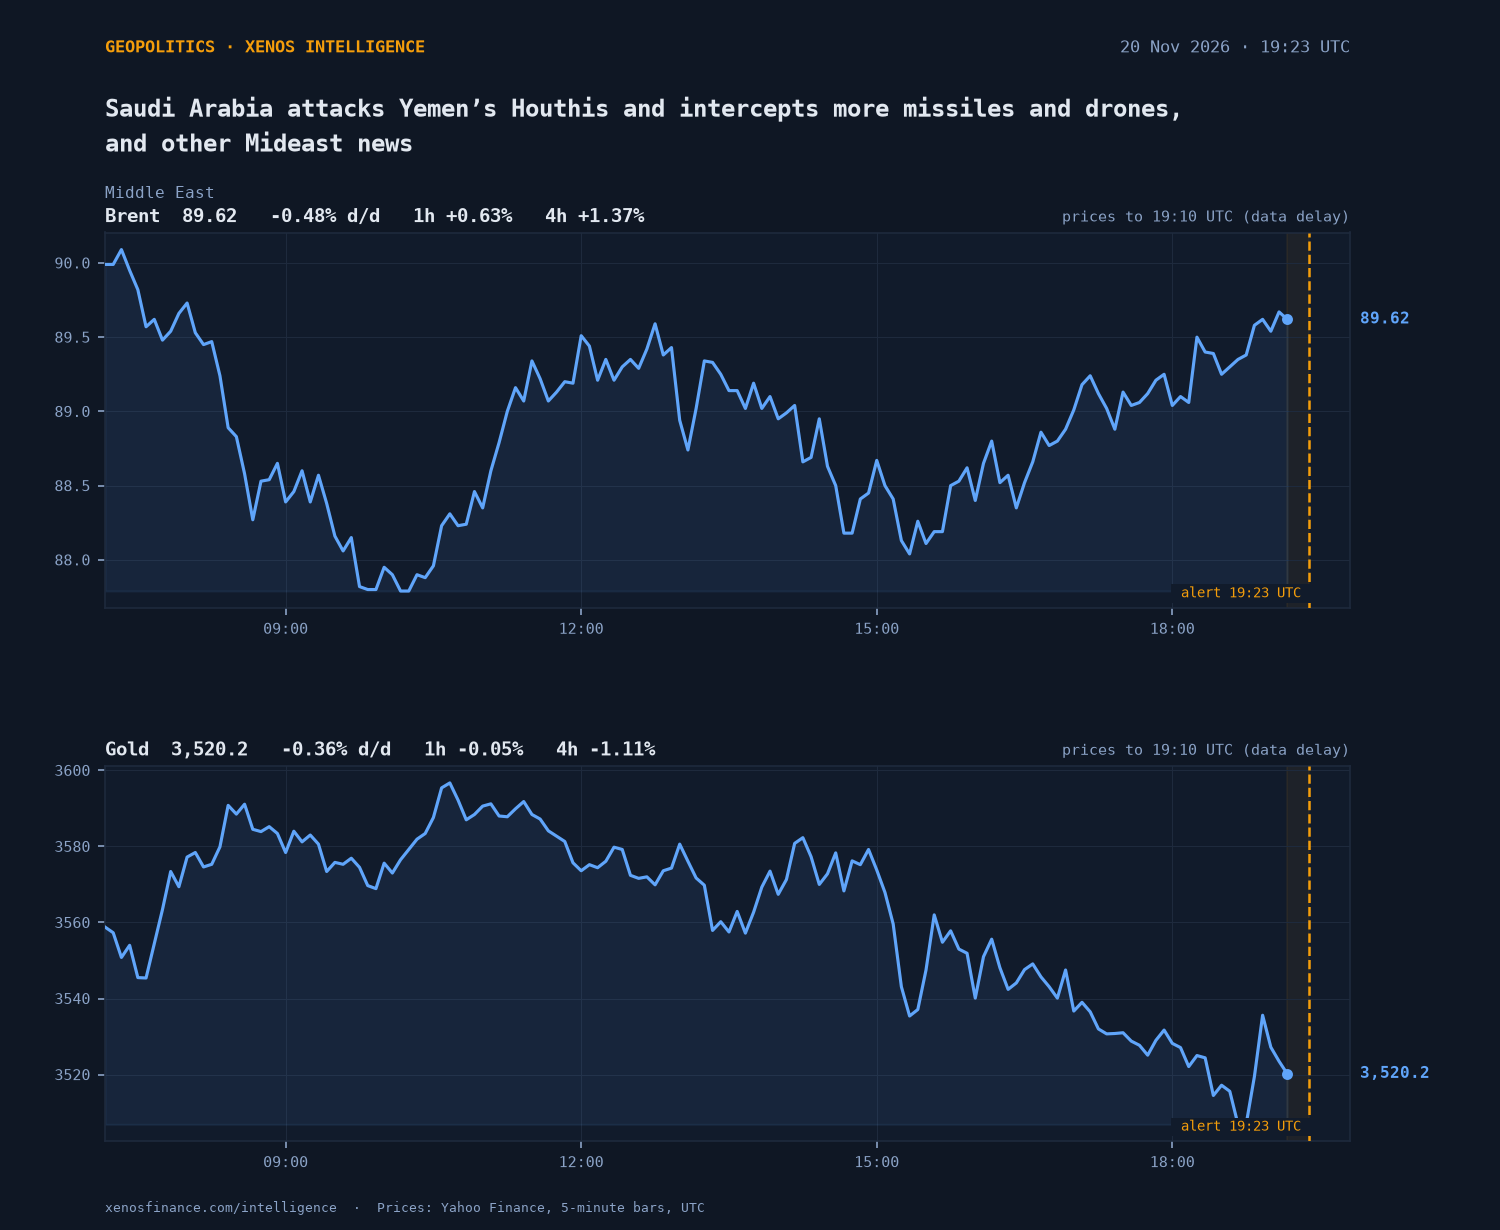 GEOPOLITICS · XENOS INTELLIGENCE
20 Nov 2026 · 19:23 UTC
Saudi Arabia attacks Yemen’s Houthis and intercepts more missiles and drones,
and other Mideast news
Middle East
Brent 89.62 -0.48% d/d 1h +0.63% 4h +1.37%
prices to 19:10 UTC (data delay)
90.0
89.5
89.0
88.5
88.0
89.62
alert 19:23 UTC
09:00 12:00 15:00 18:00
Gold 3,520.2 -0.36% d/d 1h -0.05% 4h -1.11%
prices to 19:10 UTC (data delay)
3600
3580
3560
3540
3520
3,520.2
alert 19:23 UTC
09:00 12:00 15:00 18:00
xenosfinance.com/intelligence · Prices: Yahoo Finance, 5-minute bars, UTC